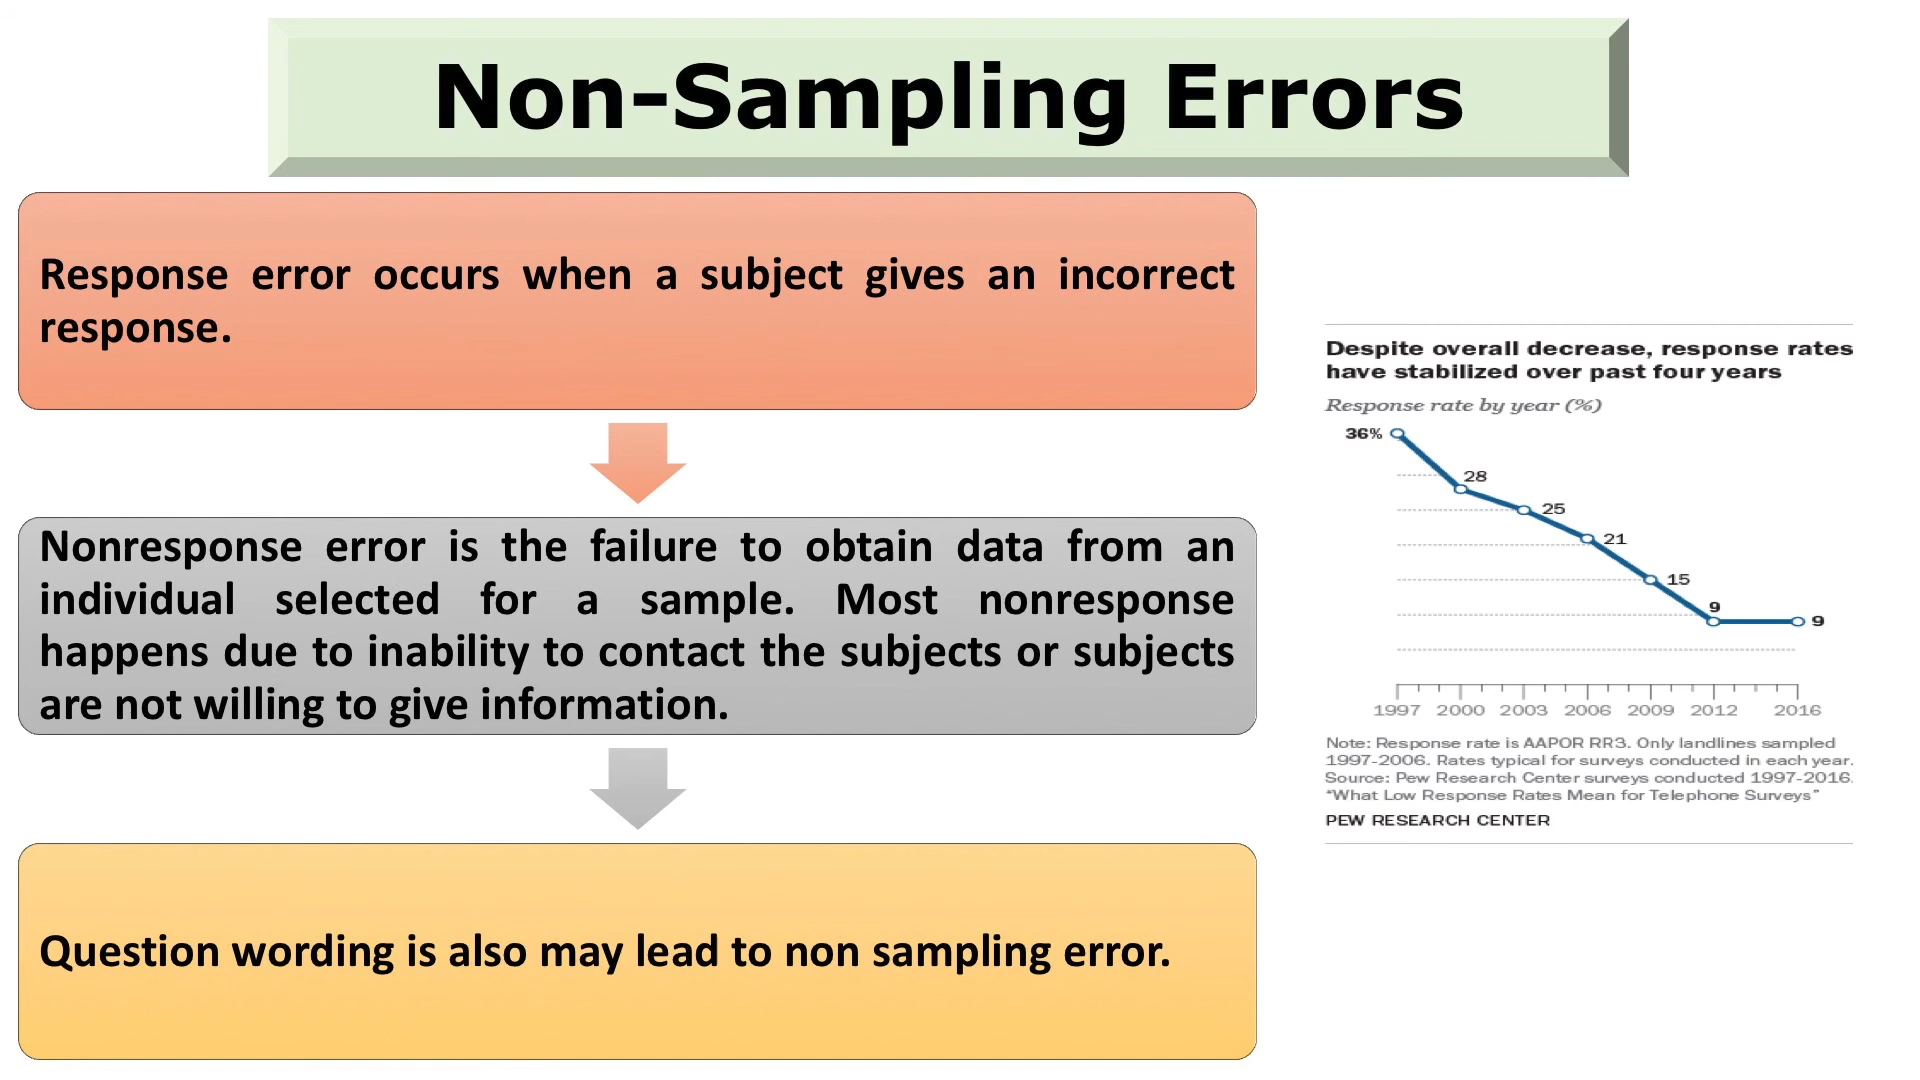 Non-Sampling Errors
Response error occurs when a subject gives an incorrect
response.
Nonresponse error is the failure to obtain data from an
individual selected for a sample. Most nonresponse
happens due to inability to contact the subjects or subjects
are not willing to give information.
Question wording is also may lead to non sampling error.
Despite overall decrease, response rates
have stabilized over past four years
Response rate by year (%)
36%
28
25
21
15
9
9
1997 2000 2003 2006 2009 2012 2016
Note: Response rate is AAPOR RR3. Only landlines sampled
1997-2006. Rates typical for surveys conducted in each year.
Source: Pew Research Center surveys conducted 1997-2016.
“What Low Response Rates Mean for Telephone Surveys”
PEW RESEARCH CENTER